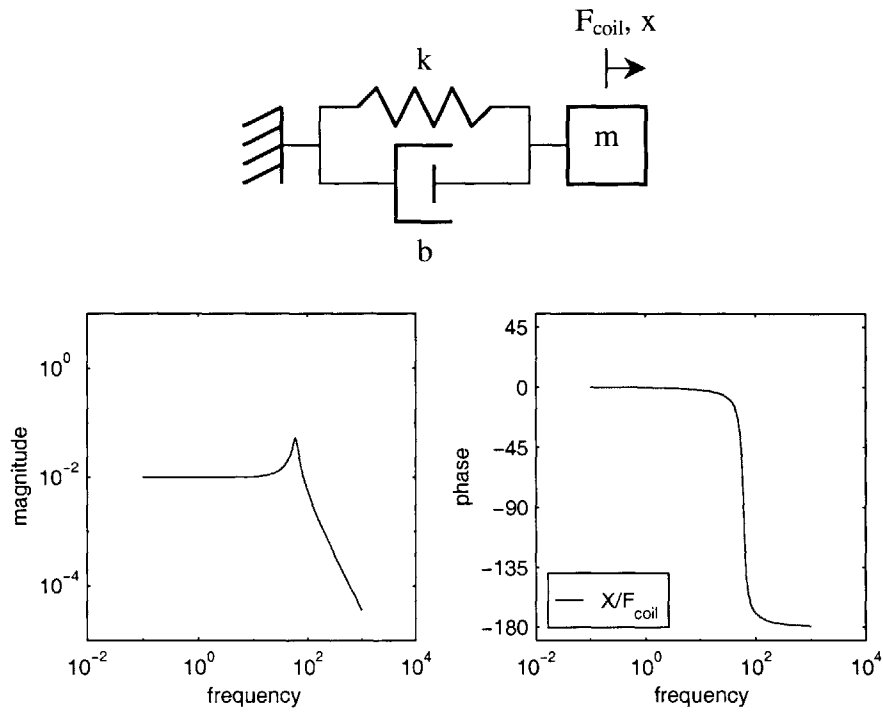 F_coil, x
k
m
b
10^0
10^-2
10^-4
magnitude
10^-2
10^0
10^2
10^4
frequency
45
0
-45
-90
-135
-180
phase
X/F_coil
10^-2
10^0
10^2
10^4
frequency